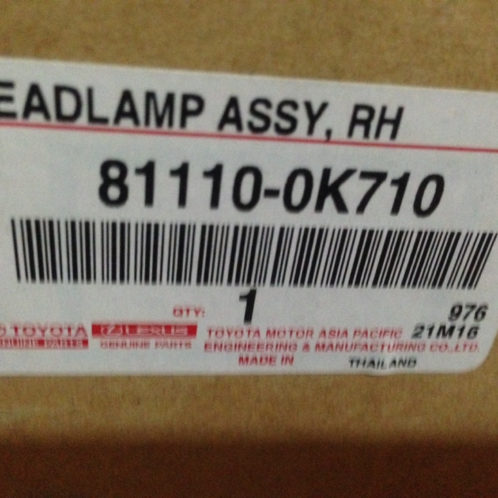 EADLAMP ASSY, RH
81110-0K710
QTY: 1
976
TOYOTA LEXUS TOYOTA MOTOR ASIA PACIFIC 21M16
GENUINE PARTS GENUINE PARTS ENGINEERING & MANUFACTURING CO.,LTD.
MADE IN THAILAND